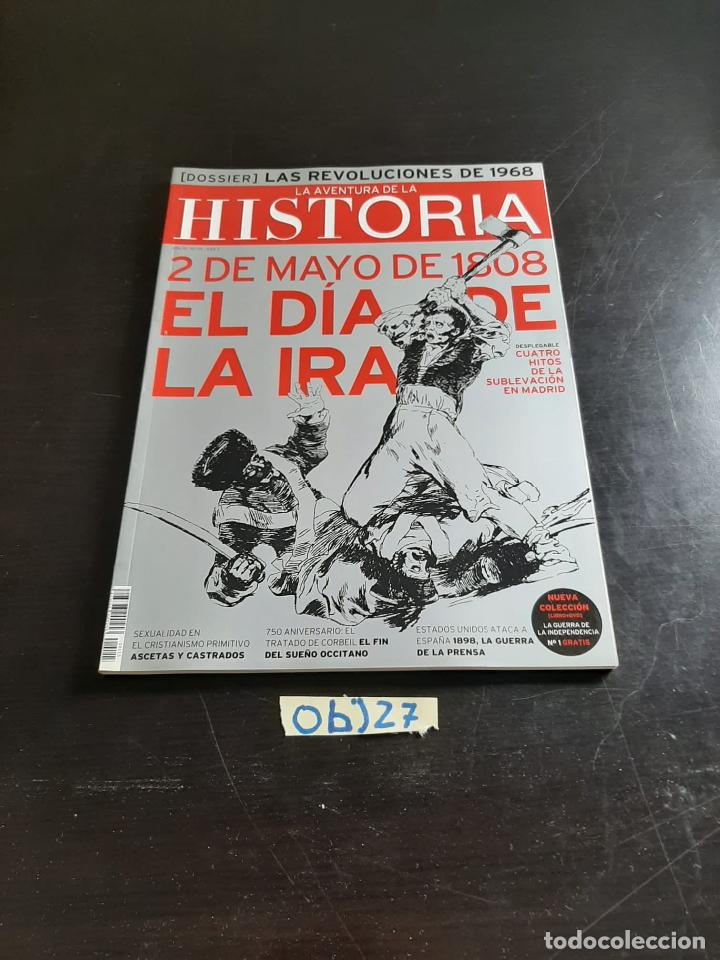 [DOSSIER] LAS REVOLUCIONES DE 1968
LA AVENTURA DE LA
HISTORIA
2 DE MAYO DE 1808
EL DÍA DE
LA IRA
DESPLEGABLE
CUATRO
HITOS
DE LA
SUBLEVACIÓN
EN MADRID
SEXUALIDAD EN
EL CRISTIANISMO PRIMITIVO
ASCETAS Y CASTRADOS
750 ANIVERSARIO: EL
TRATADO DE CORBEIL EL FIN
DEL SUEÑO OCCITANO
ESTADOS UNIDOS ATACA A
ESPAÑA 1898, LA GUERRA
DE LA PRENSA
NUEVA
COLECCIÓN
(LIBRO+DVD)
LA GUERRA DE
LA INDEPENDENCIA
Nº 1 GRATIS
Obj27
todocoleccion